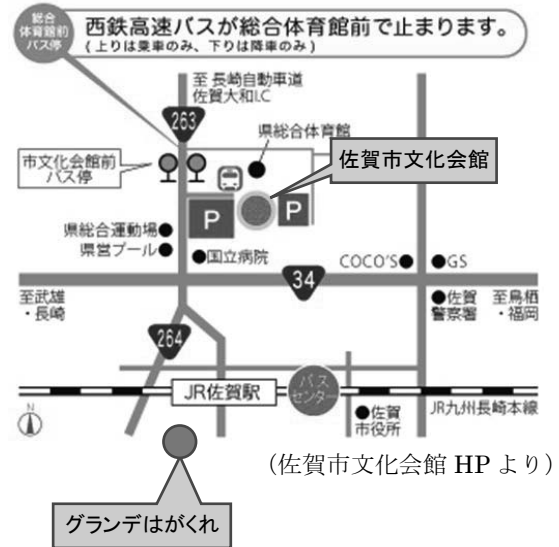 総合
体育館前
バス停
西鉄高速バスが総合体育館前で止まります。
(上りは乗車のみ、下りは降車のみ)
至 長崎自動車道
佐賀大和I.C
263
県総合体育館
市文化会館前
バス停
佐賀市文化会館
P
P
県総合運動場
県営プール
国立病院
COCO'S
GS
34
至武雄
・長崎
佐賀
警察署
至鳥栖
・福岡
264
JR佐賀駅
バス
センター
N
佐賀
市役所
JR九州長崎本線
(佐賀市文化会館 HP より)
グランデはがくれ